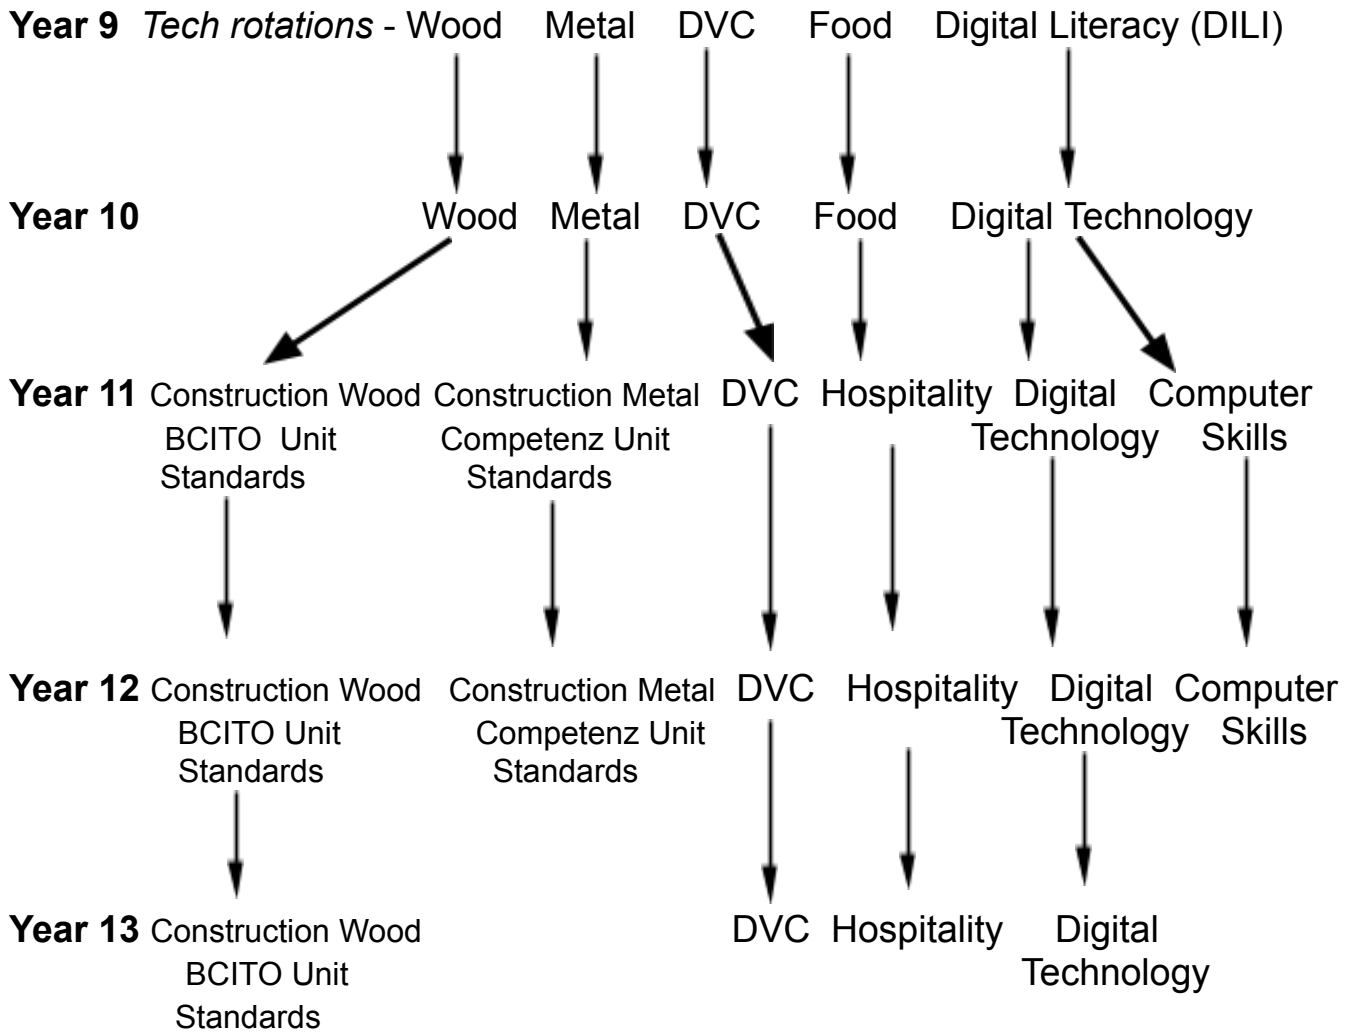 Year 9 Tech rotations - Wood Metal DVC Food Digital Literacy (DILI)
Year 10 Wood Metal DVC Food Digital Technology
Year 11 Construction Wood Construction Metal DVC Hospitality Digital Computer
BCITO Unit Competenz Unit Technology Skills
Standards Standards
Year 12 Construction Wood Construction Metal DVC Hospitality Digital Computer
BCITO Unit Competenz Unit Technology Skills
Standards Standards
Year 13 Construction Wood DVC Hospitality Digital
BCITO Unit Technology
Standards